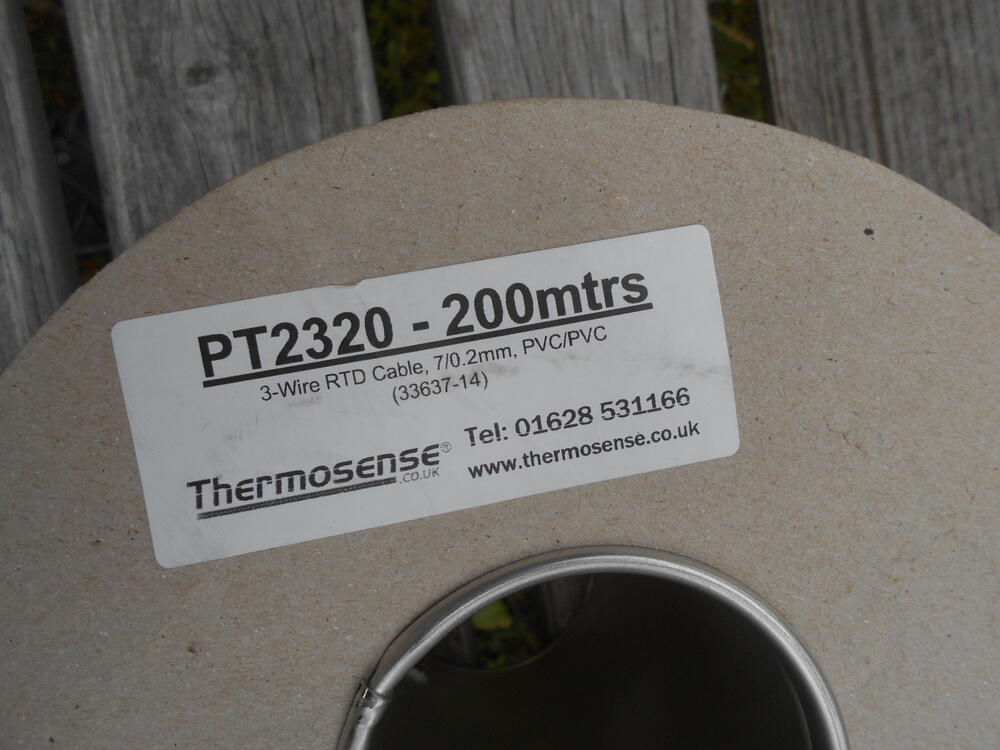 PT2320 - 200mtrs
3-Wire RTD Cable, 7/0.2mm, PVC/PVC
(33637-14)
Thermosense®
.CO.UK
Tel: 01628 531166
www.thermosense.co.uk